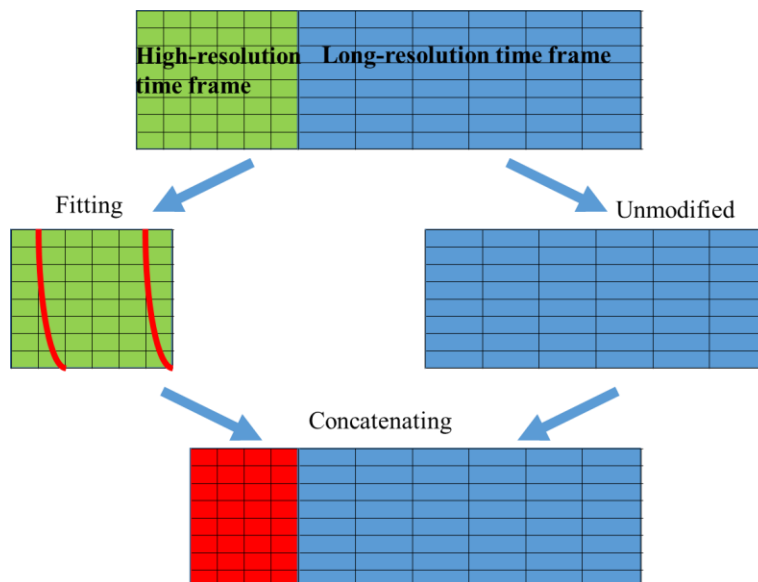 High-resolution
time frame
Long-resolution time frame
Fitting
Unmodified
Concatenating